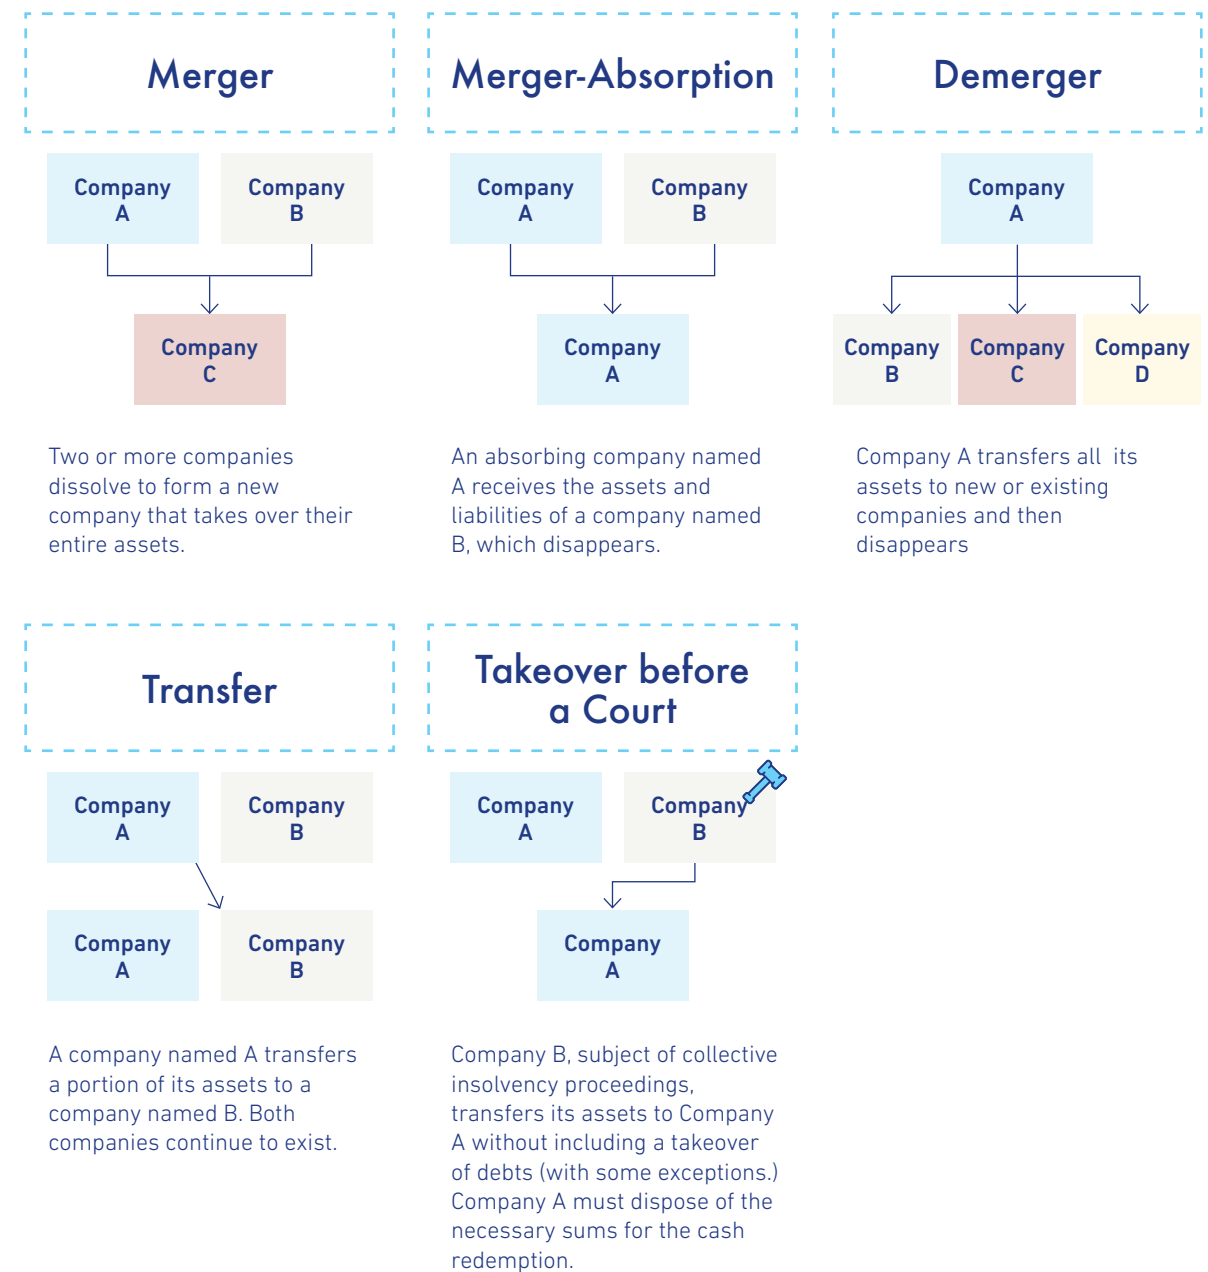 Merger
Company
A
Company
B
Company
C
Two or more companies
dissolve to form a new
company that takes over their
entire assets.
Merger-Absorption
Company
A
Company
B
Company
A
An absorbing company named
A receives the assets and
liabilities of a company named
B, which disappears.
Demerger
Company
A
Company
B
Company
C
Company
D
Company A transfers all  its
assets to new or existing
companies and then
disappears
Transfer
Company
A
Company
B
Company
A
Company
B
A company named A transfers
a portion of its assets to a
company named B. Both
companies continue to exist.
Takeover before
a Court
Company
A
Company
B
Company
A
Company B, subject of collective
insolvency proceedings,
transfers its assets to Company
A without including a takeover
of debts (with some exceptions.)
Company A must dispose of the
necessary sums for the cash
redemption.